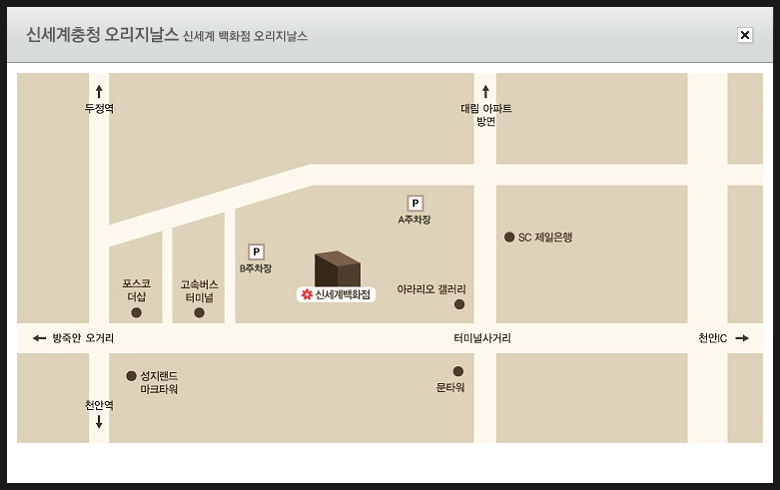 신세계충청 오리지날스 신세계 백화점 오리지날스
두정역
대림 아파트
방면
P
A주차장
SC 제일은행
P
B주차장
포스코
더샵
고속버스
터미널
신세계백화점
아라리오 갤러리
방죽안 오거리
터미널사거리
천안IC
성지랜드
마크타워
문타워
천안역